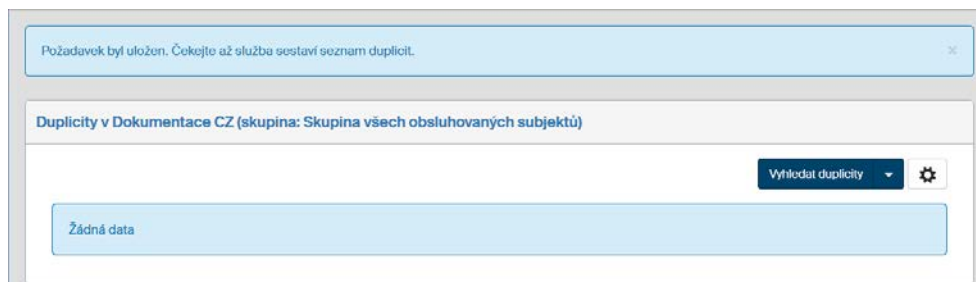 Požadavek byl uložen. Čekejte až služba sestaví seznam duplicit.
Duplicity v Dokumentace CZ (skupina: Skupina všech obsluhovaných subjektů)
Vyhledat duplicity
Žádná data